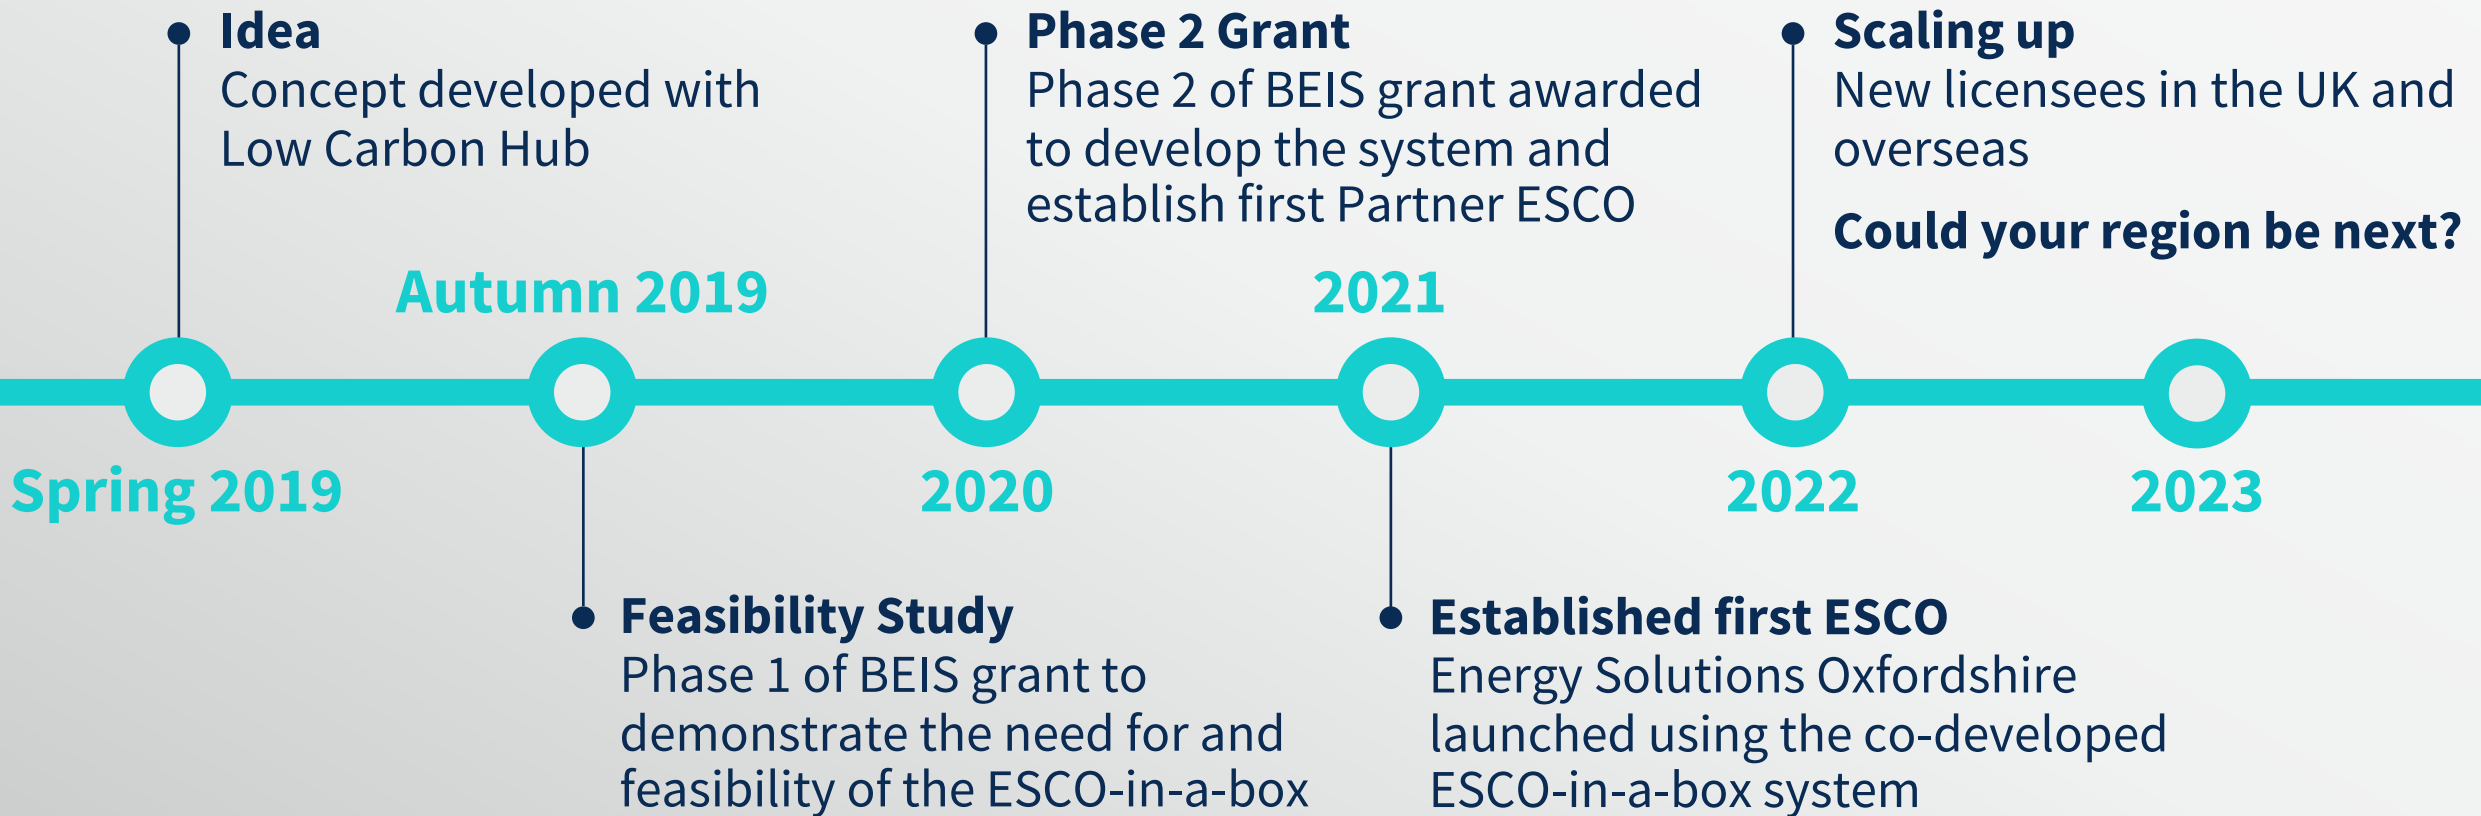 Idea
Concept developed with
Low Carbon Hub
Phase 2 Grant
Phase 2 of BEIS grant awarded
to develop the system and
establish first Partner ESCO
Scaling up
New licensees in the UK and
overseas
Could your region be next?
Autumn 2019
2021
Spring 2019
2020
2022
2023
Feasibility Study
Phase 1 of BEIS grant to
demonstrate the need for and
feasibility of the ESCO-in-a-box
Established first ESCO
Energy Solutions Oxfordshire
launched using the co-developed
ESCO-in-a-box system